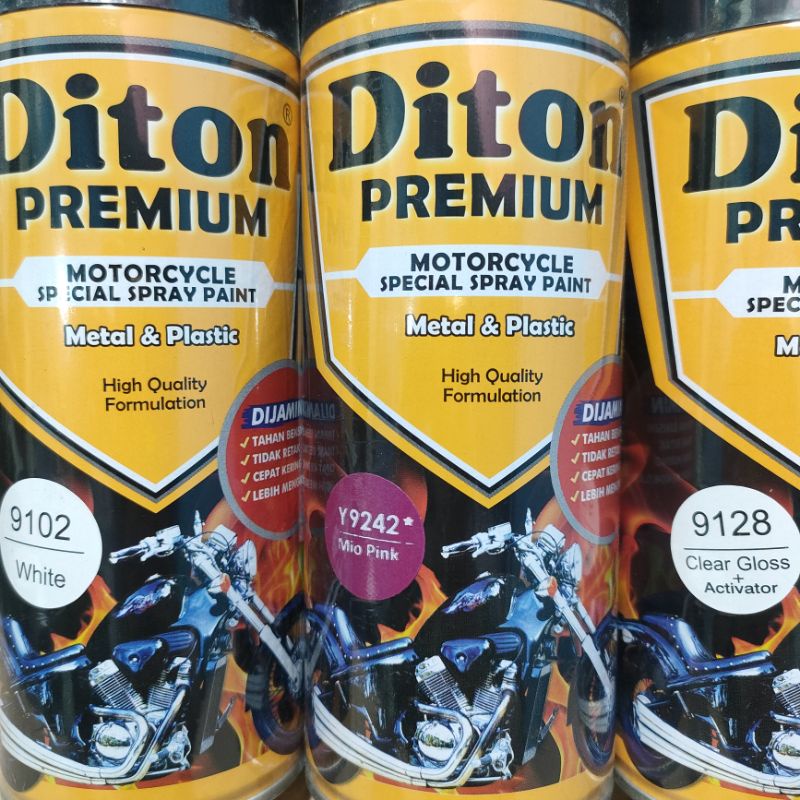 Diton®
PREMIUM
MOTORCYCLE
SPECIAL SPRAY PAINT
Metal & Plastic
High Quality
Formulation
DIJAMIN
TAHAN
TIDAK
CEPAT KERING
LEBIH
9102
White
Diton
PREMIUM
MOTORCYCLE
SPECIAL SPRAY PAINT
Metal & Plastic
High Quality
Formulation
DIJAMIN
TAHAN
TIDAK
CEPAT
LEBIH
Y9242*
Mio Pink
9128
Clear Gloss
+
Activator